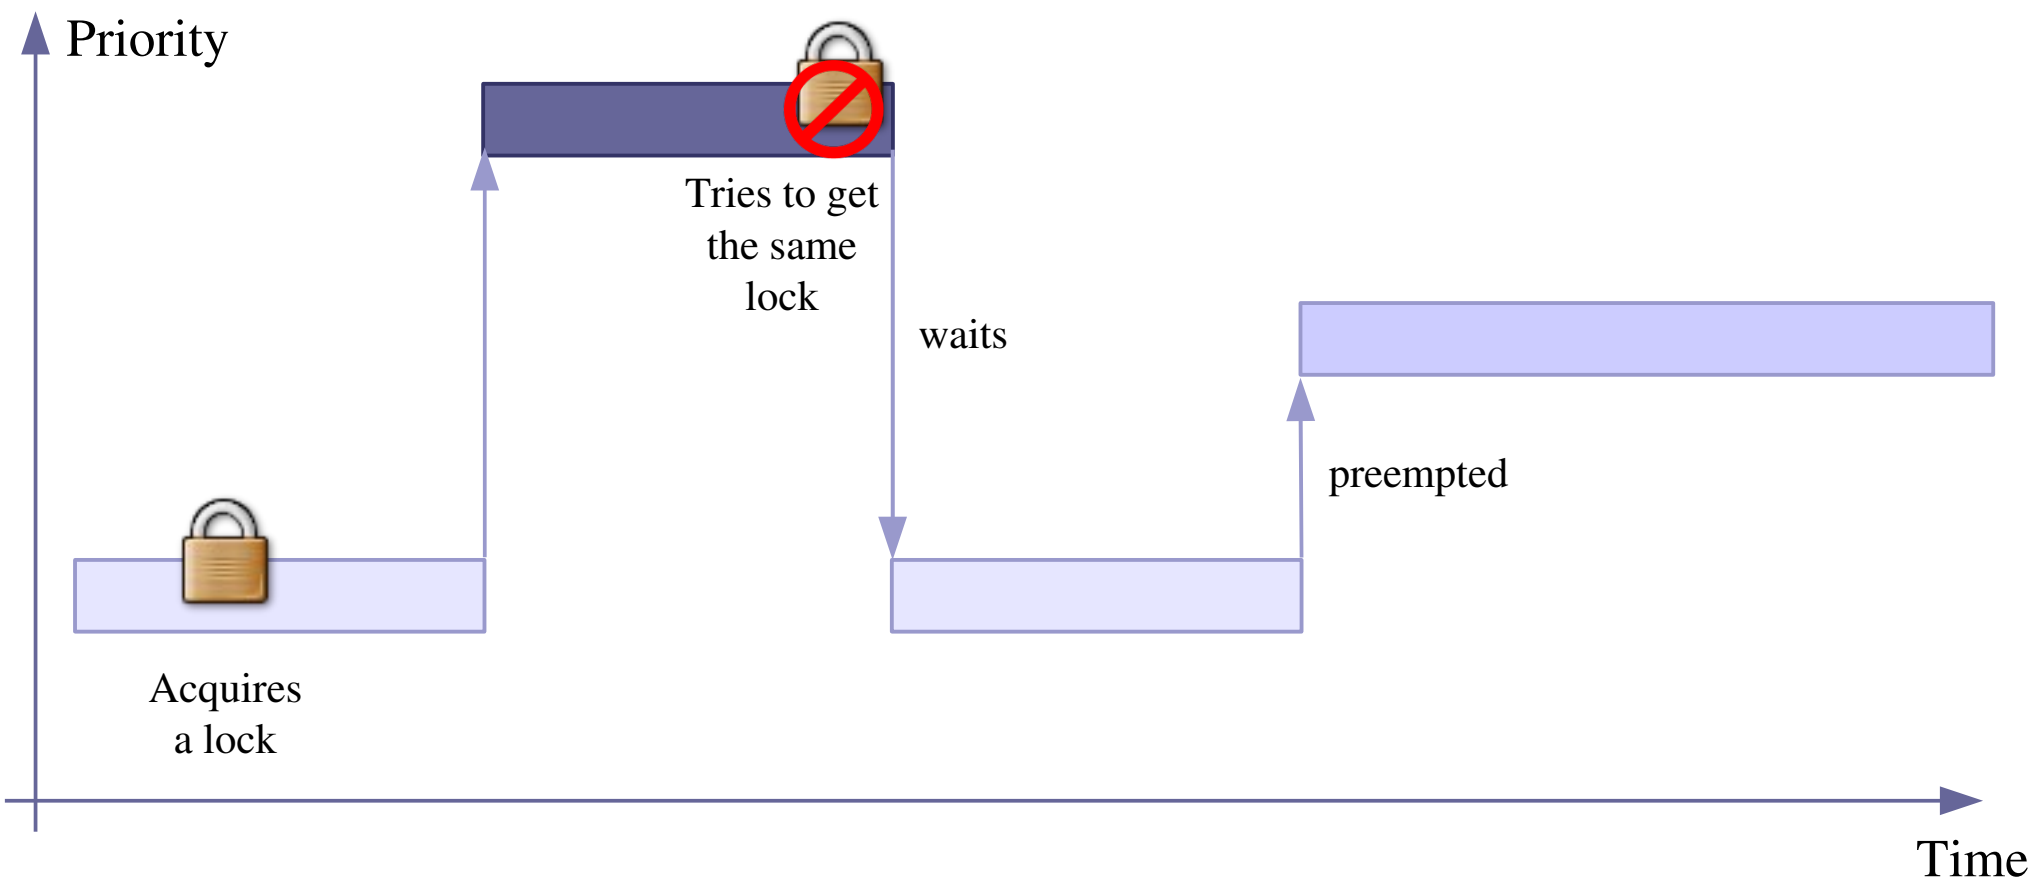 Priority
Tries to get
the same
lock
waits
preempted
Acquires
a lock
Time